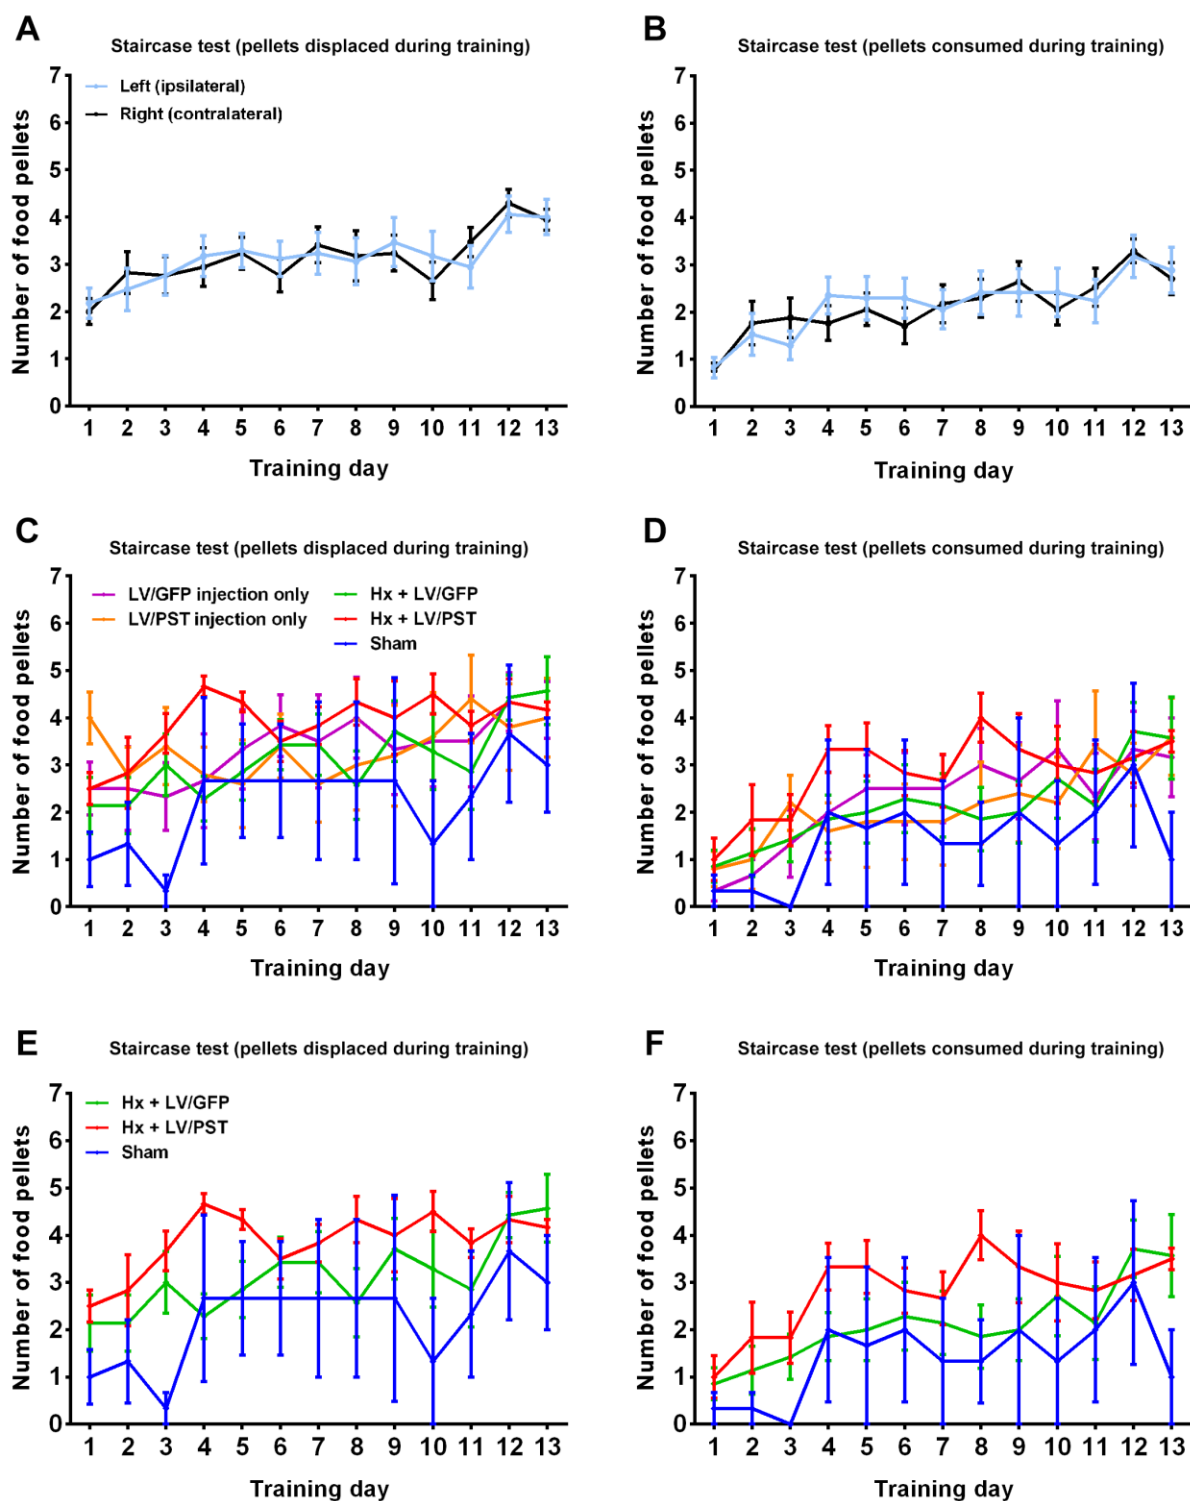 A
Staircase test (pellets displaced during training)
Number of food pellets
7
6
5
4
3
2
1
0
Left (ipsilateral)
Right (contralateral)
1 2 3 4 5 6 7 8 9 10 11 12 13
Training day
B
Staircase test (pellets consumed during training)
Number of food pellets
7
6
5
4
3
2
1
0
1 2 3 4 5 6 7 8 9 10 11 12 13
Training day
C
Staircase test (pellets displaced during training)
Number of food pellets
7
6
5
4
3
2
1
0
LV/GFP injection only
LV/PST injection only
Hx + LV/GFP
Hx + LV/PST
Sham
1 2 3 4 5 6 7 8 9 10 11 12 13
Training day
D
Staircase test (pellets consumed during training)
Number of food pellets
7
6
5
4
3
2
1
0
1 2 3 4 5 6 7 8 9 10 11 12 13
Training day
E
Staircase test (pellets displaced during training)
Number of food pellets
7
6
5
4
3
2
1
0
Hx + LV/GFP
Hx + LV/PST
Sham
1 2 3 4 5 6 7 8 9 10 11 12 13
Training day
F
Staircase test (pellets consumed during training)
Number of food pellets
7
6
5
4
3
2
1
0
1 2 3 4 5 6 7 8 9 10 11 12 13
Training day